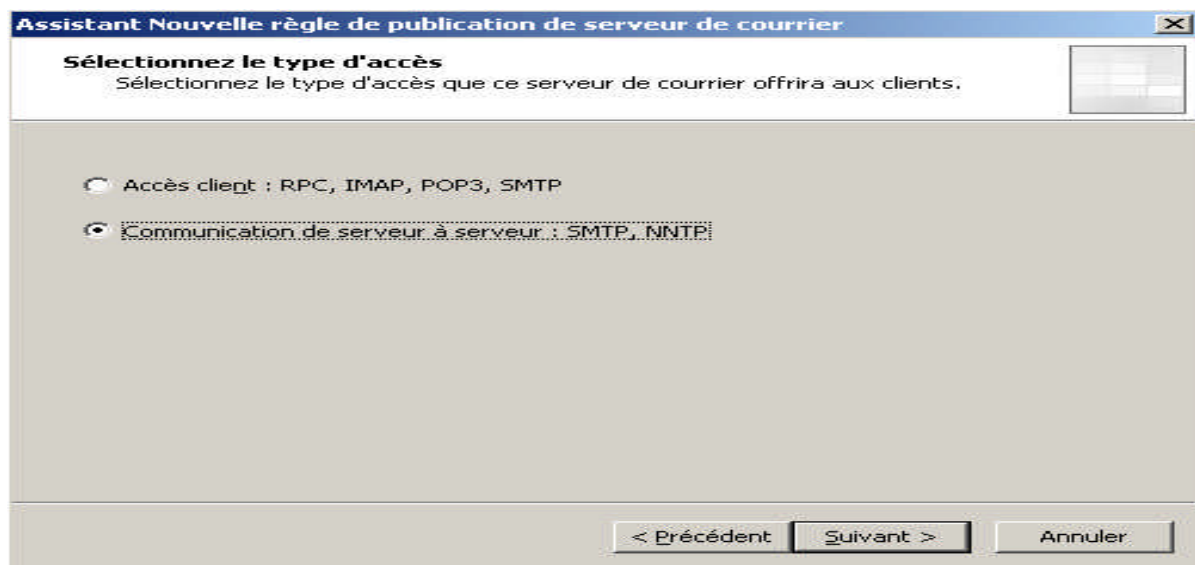 Assistant Nouvelle règle de publication de serveur de courrier
Sélectionnez le type d'accès
Sélectionnez le type d'accès que ce serveur de courrier offrira aux clients.
Accès client : RPC, IMAP, POP3, SMTP
Communication de serveur à serveur : SMTP, NNTP
< Précédent Suivant > Annuler